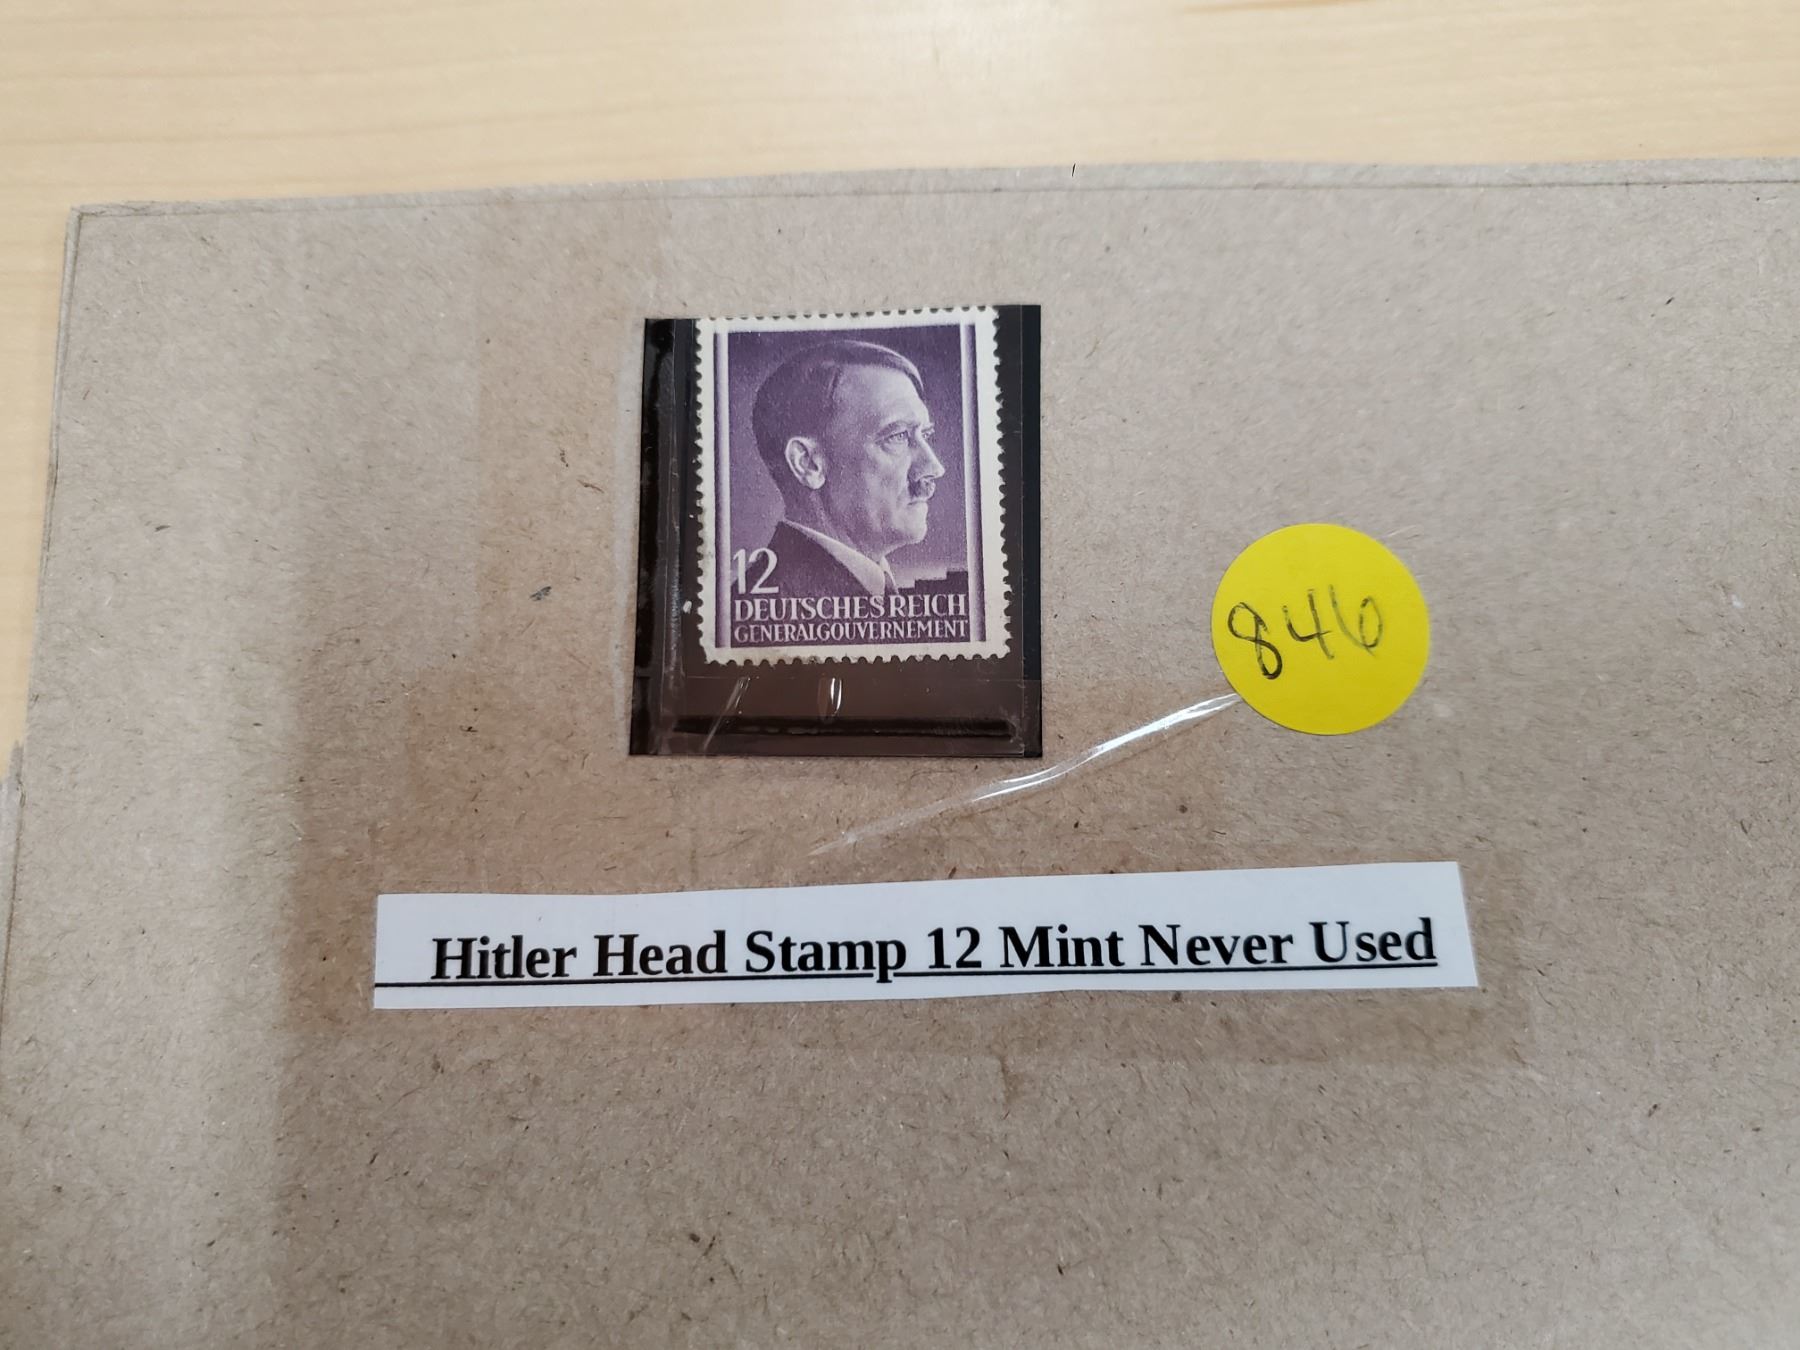 12
DEUTSCHES REICH
GENERALGOUVERNEMENT
846
Hitler Head Stamp 12 Mint Never Used